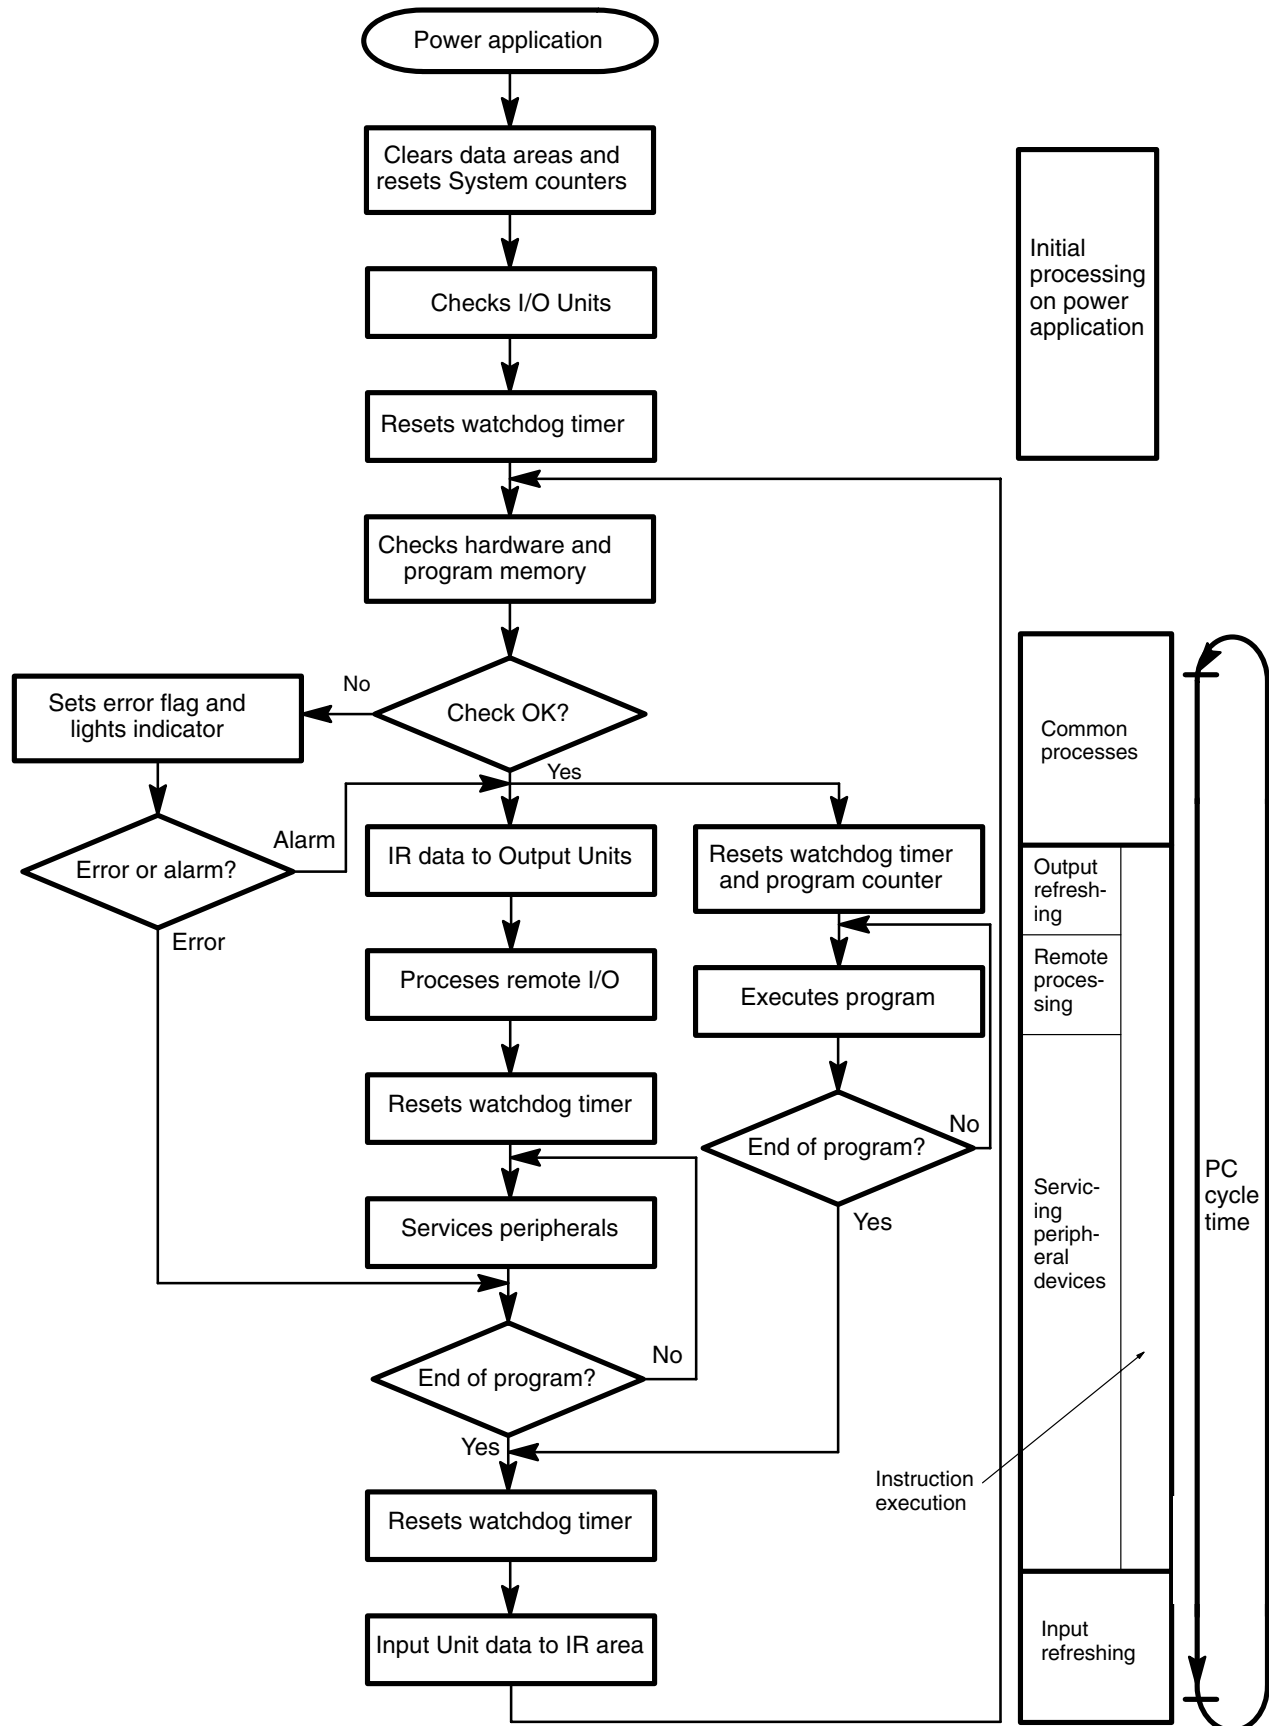 Power application
Clears data areas and
resets System counters
Initial
processing
on power
application
Checks I/O Units
Resets watchdog timer
Checks hardware and
program memory
No
Sets error flag and
lights indicator
Check OK?
Common
processes
Yes
Alarm
Error or alarm?
IR data to Output Units
Resets watchdog timer
and program counter
Output
refresh-
ing
Error
Proceses remote I/O
Executes program
Remote
proces-
sing
Resets watchdog timer
No
End of program?
PC
cycle
time
Servic-
ing
periph-
eral
devices
Services peripherals
Yes
No
End of program?
Yes
Instruction
execution
Resets watchdog timer
Input Unit data to IR area
Input
refreshing